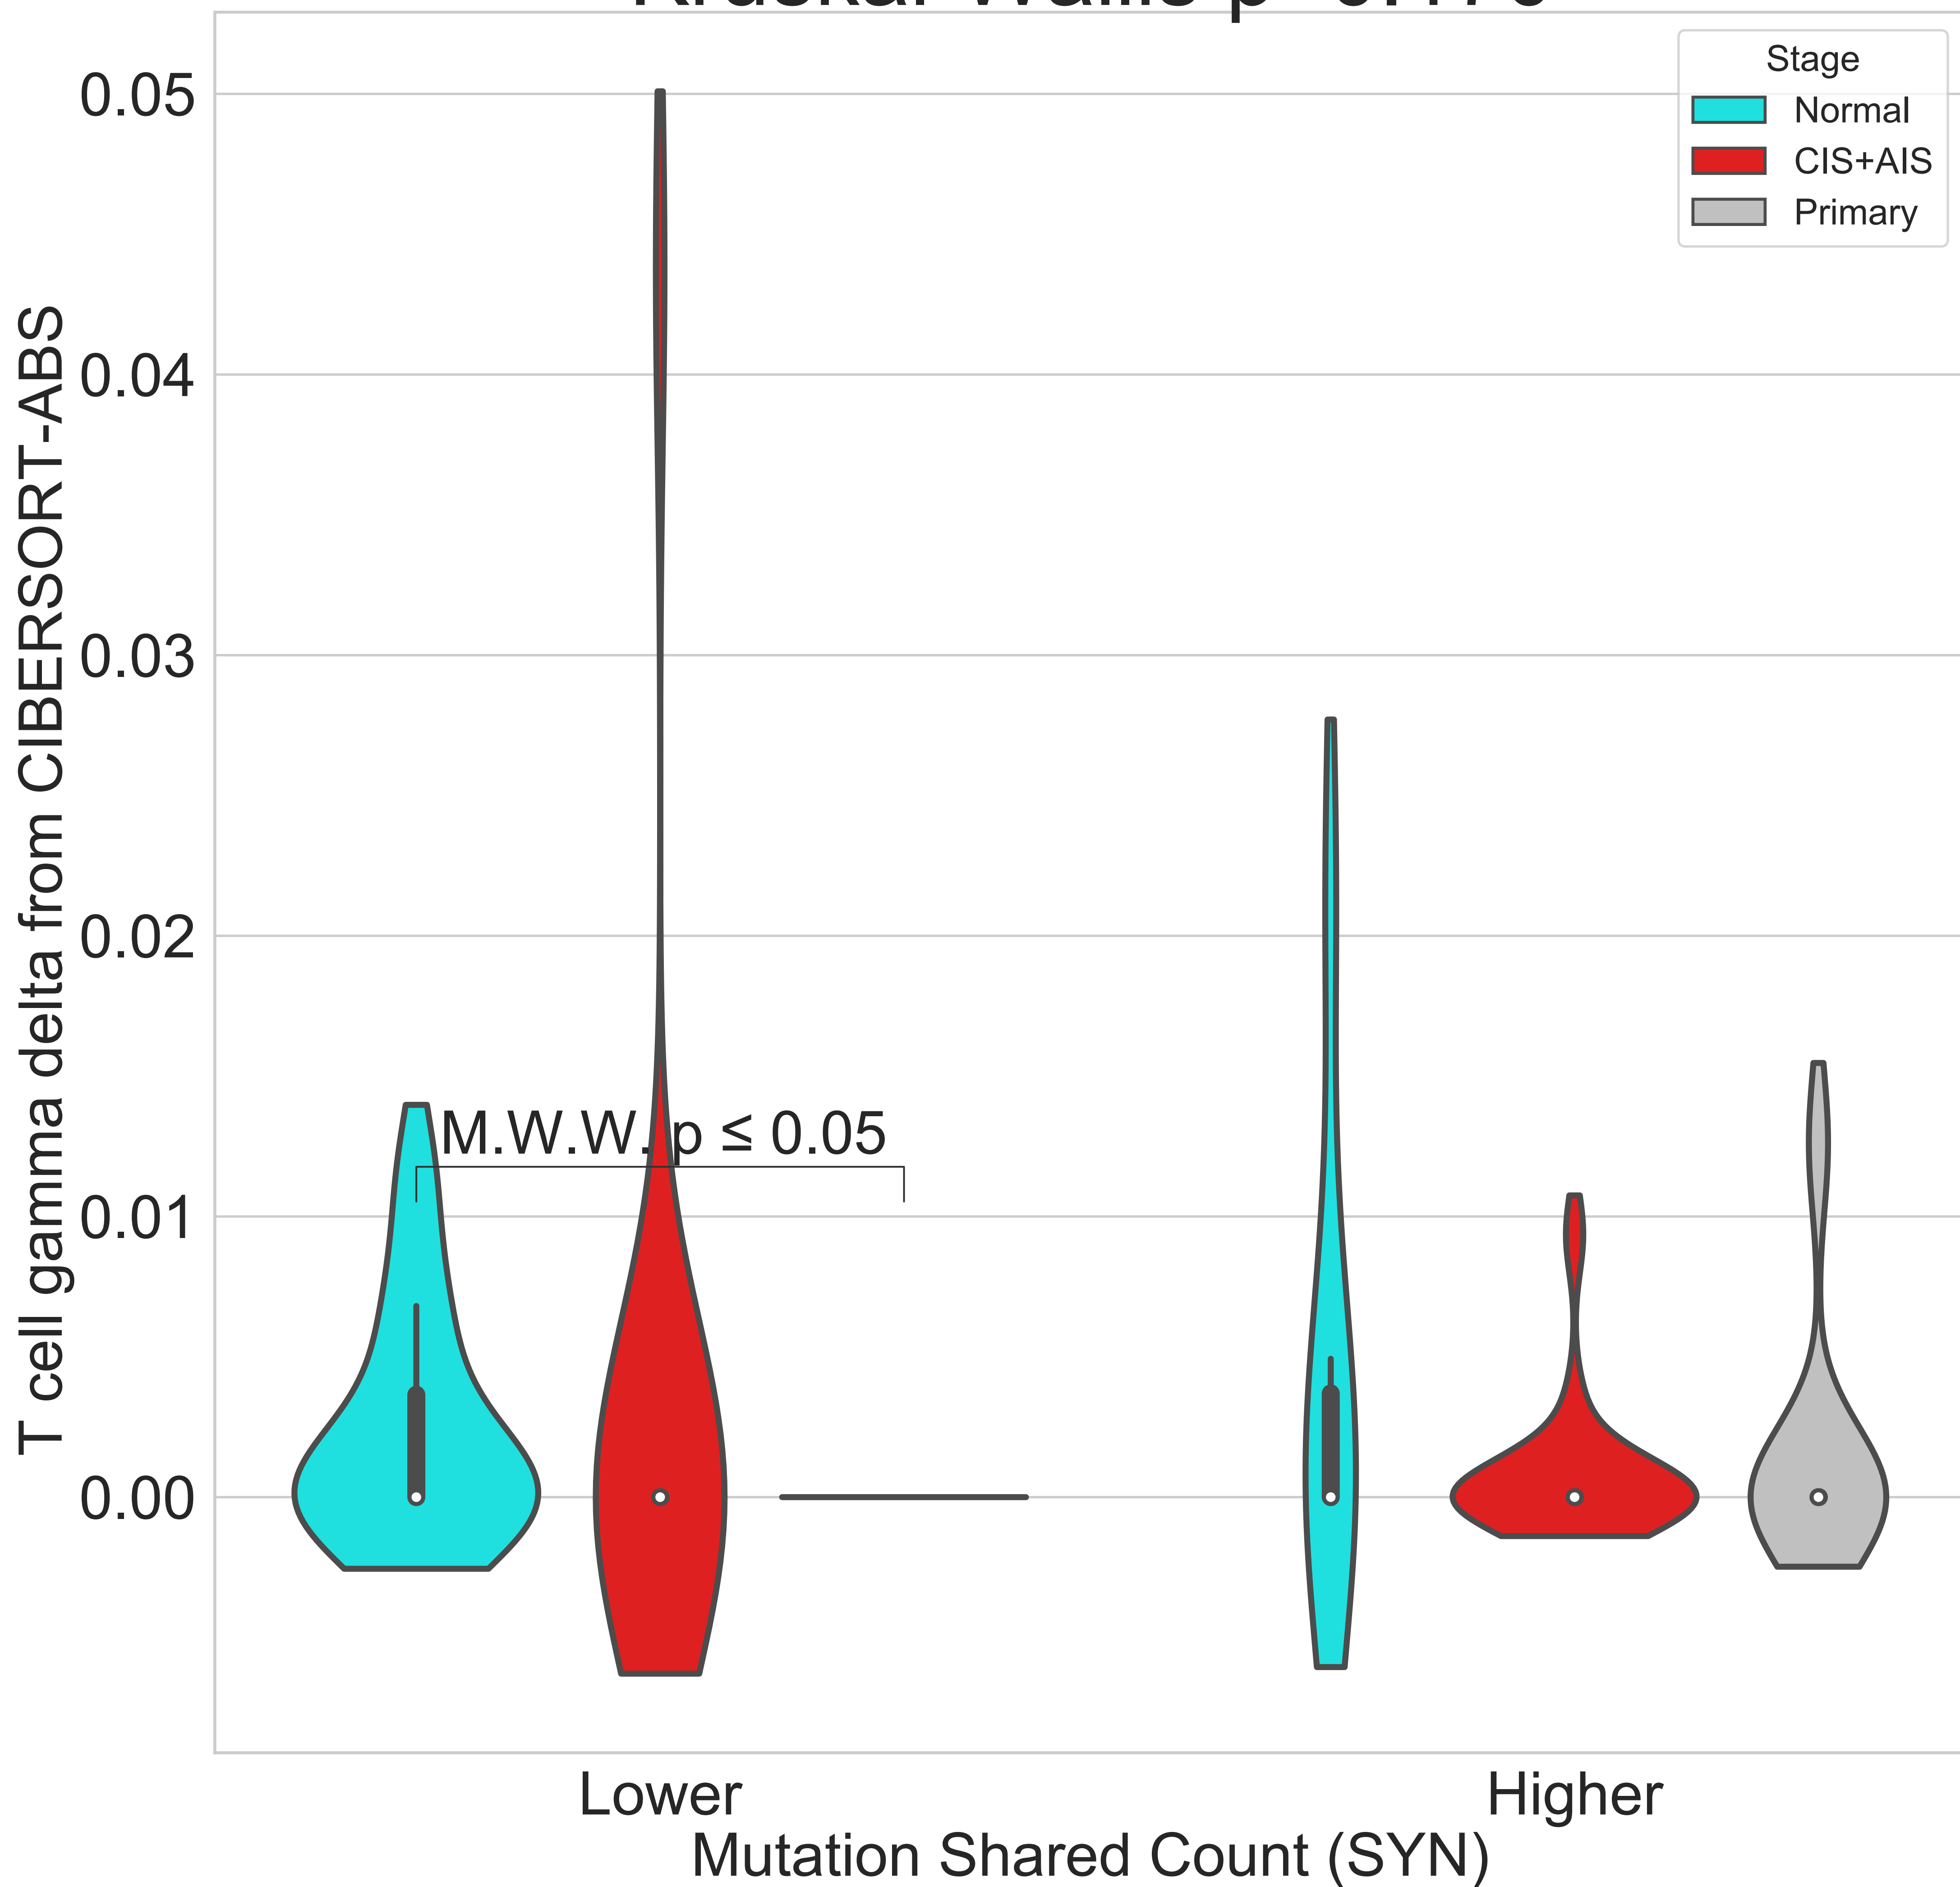 Stage
Normal
CIS+AIS
Primary
0.05
0.04
0.03
0.02
0.01
0.00
T cell gamma delta from CIBERSORT-ABS
M.W.W. p ≤ 0.05
Lower
Higher
Mutation Shared Count (SYN)